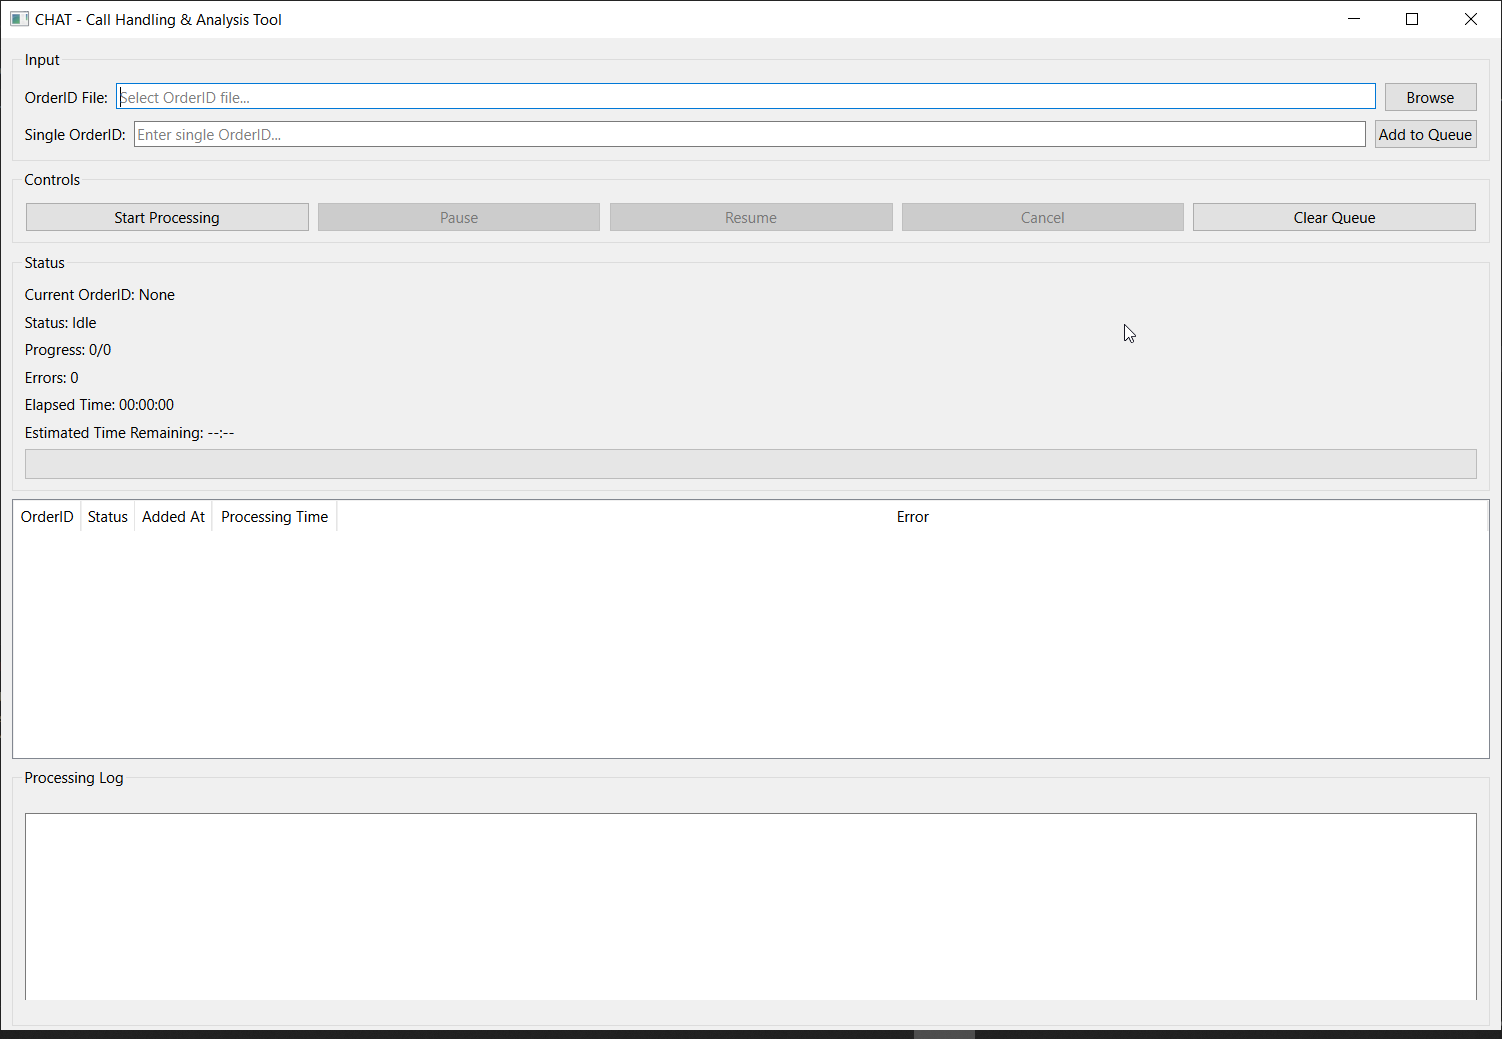 CHAT - Call Handling & Analysis Tool
Input
OrderID File: Select OrderID file... Browse
Single OrderID: Enter single OrderID... Add to Queue
Controls
Start Processing Pause Resume Cancel Clear Queue
Status
Current OrderID: None
Status: Idle
Progress: 0/0
Errors: 0
Elapsed Time: 00:00:00
Estimated Time Remaining: --:--
OrderID Status Added At Processing Time Error
Processing Log